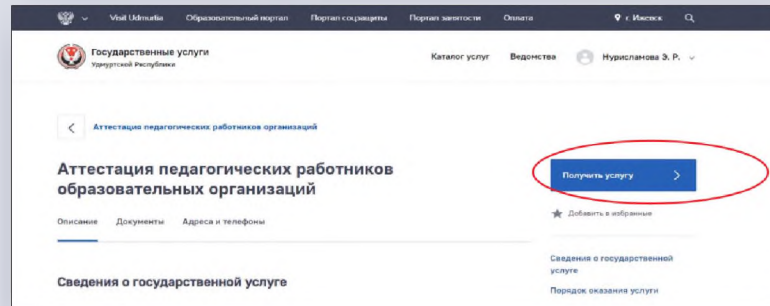 Visit Udmurtia Образовательный портал Портал соцзащиты Портал занятости Оплата г. Ижевск
Государственные услуги
Удмуртской Республики
Каталог услуг Ведомства Нурисламова Э. Р.
Аттестация педагогических работников организаций
Аттестация педагогических работников
образовательных организаций
Получить услугу
Описание Документы Адреса и телефоны
Добавить в избранные
Сведения о государственной услуге
Сведения о государственной
услуге
Порядок оказания услуги